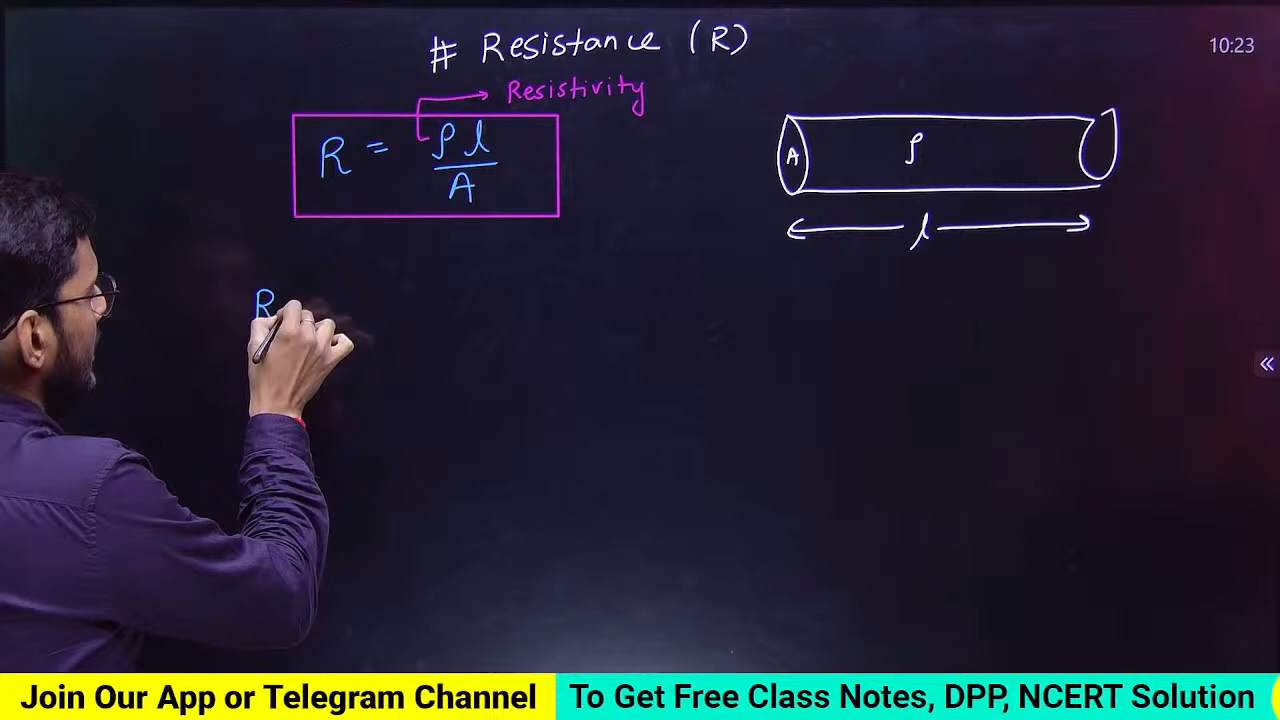 # Resistance (R)
10:23
Resistivity
R = ρl/A
A
ρ
l
R
«
Join Our App or Telegram Channel
To Get Free Class Notes, DPP, NCERT Solution